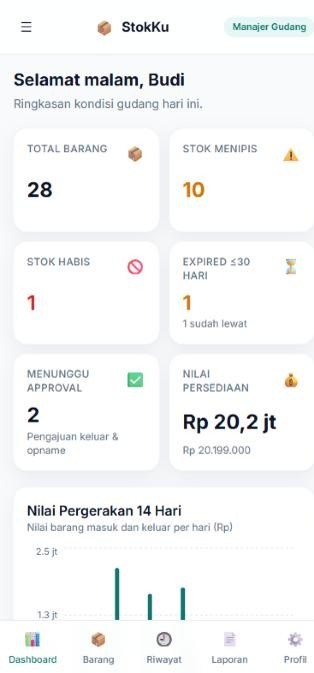 StokKu
Manajer Gudang
Selamat malam, Budi
Ringkasan kondisi gudang hari ini.
TOTAL BARANG
28
STOK MENIPIS
10
STOK HABIS
1
EXPIRED ≤30
HARI
1
1 sudah lewat
MENUNGGU
APPROVAL
2
Pengajuan keluar &
opname
NILAI
PERSEDIAAN
Rp 20,2 jt
Rp 20.199.000
Nilai Pergerakan 14 Hari
Nilai barang masuk dan keluar per hari (Rp)
2.5 jt
1.3 jt
Dashboard
Barang
Riwayat
Laporan
Profil